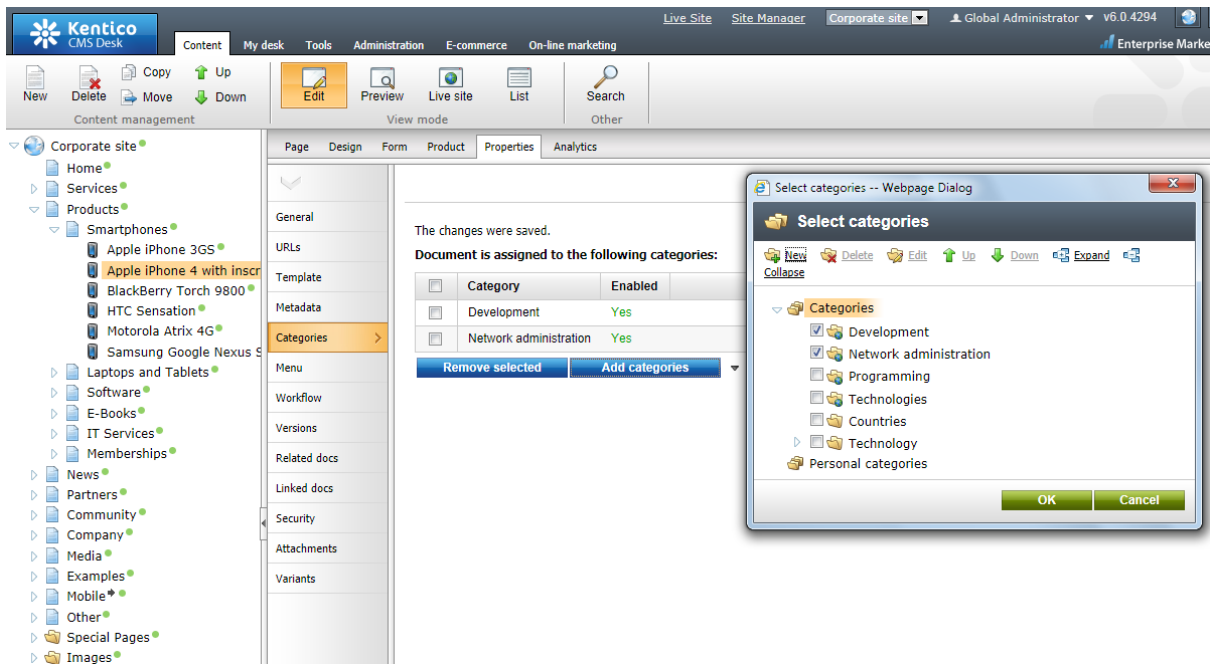 Kentico
CMS Desk
Live Site Site Manager Corporate site Global Administrator v6.0.4294
Content My desk Tools Administration E-commerce On-line marketing
Enterprise Marke
New Delete Copy Move Up Down
Content management
Edit Preview Live site List
View mode
Search
Other
Corporate site
Home
Services
Products
Smartphones
Apple iPhone 3GS
Apple iPhone 4 with inscr
BlackBerry Torch 9800
HTC Sensation
Motorola Atrix 4G
Samsung Google Nexus S
Laptops and Tablets
Software
E-Books
IT Services
Memberships
News
Partners
Community
Company
Media
Examples
Mobile
Other
Special Pages
Images
Page Design Form Product Properties Analytics
General
URLs
Template
Metadata
Categories
Menu
Workflow
Versions
Related docs
Linked docs
Security
Attachments
Variants
The changes were saved.
Document is assigned to the following categories:
Category Enabled
Development Yes
Network administration Yes
Remove selected Add categories
Select categories -- Webpage Dialog
Select categories
New Delete Edit Up Down Expand
Collapse
Categories
Development
Network administration
Programming
Technologies
Countries
Technology
Personal categories
OK Cancel